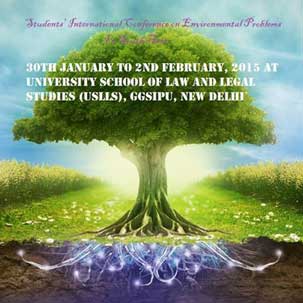 Students' International Conference on Environmental Problems
30TH JANUARY TO 2ND FEBRUARY, 2015 AT
UNIVERSITY SCHOOL OF LAW AND LEGAL
STUDIES (USLLS), GGSIPU, NEW DELHI